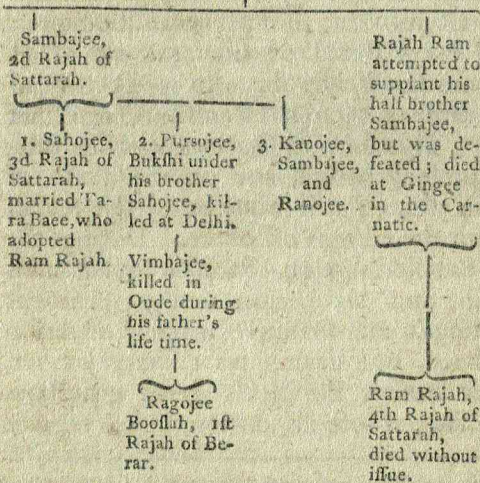 Sambajee,
2d Rajah of
Sattarah.
Rajah Ram
attempted to
supplant his
half brother
Sambajee,
but was de-
feated; died
at Gingee
in the Car-
natic.
1. Sahojee,
3d Rajah of
Sattarah,
married Ta-
ra Baee, who
adopted
Ram Rajah.
2. Pursojee,
Bukſhi under
his brother
Sahojee, kil-
led at Delhi.
3. Kanojee,
Sambajee,
and
Ranojee.
Vimbajee,
killed in
Oude during
his father's
life time.
Ragojee
Booſlah, 1ſt
Rajah of Be-
rar.
Ram Rajah,
4th Rajah of
Sattarah,
died without
iſſue.